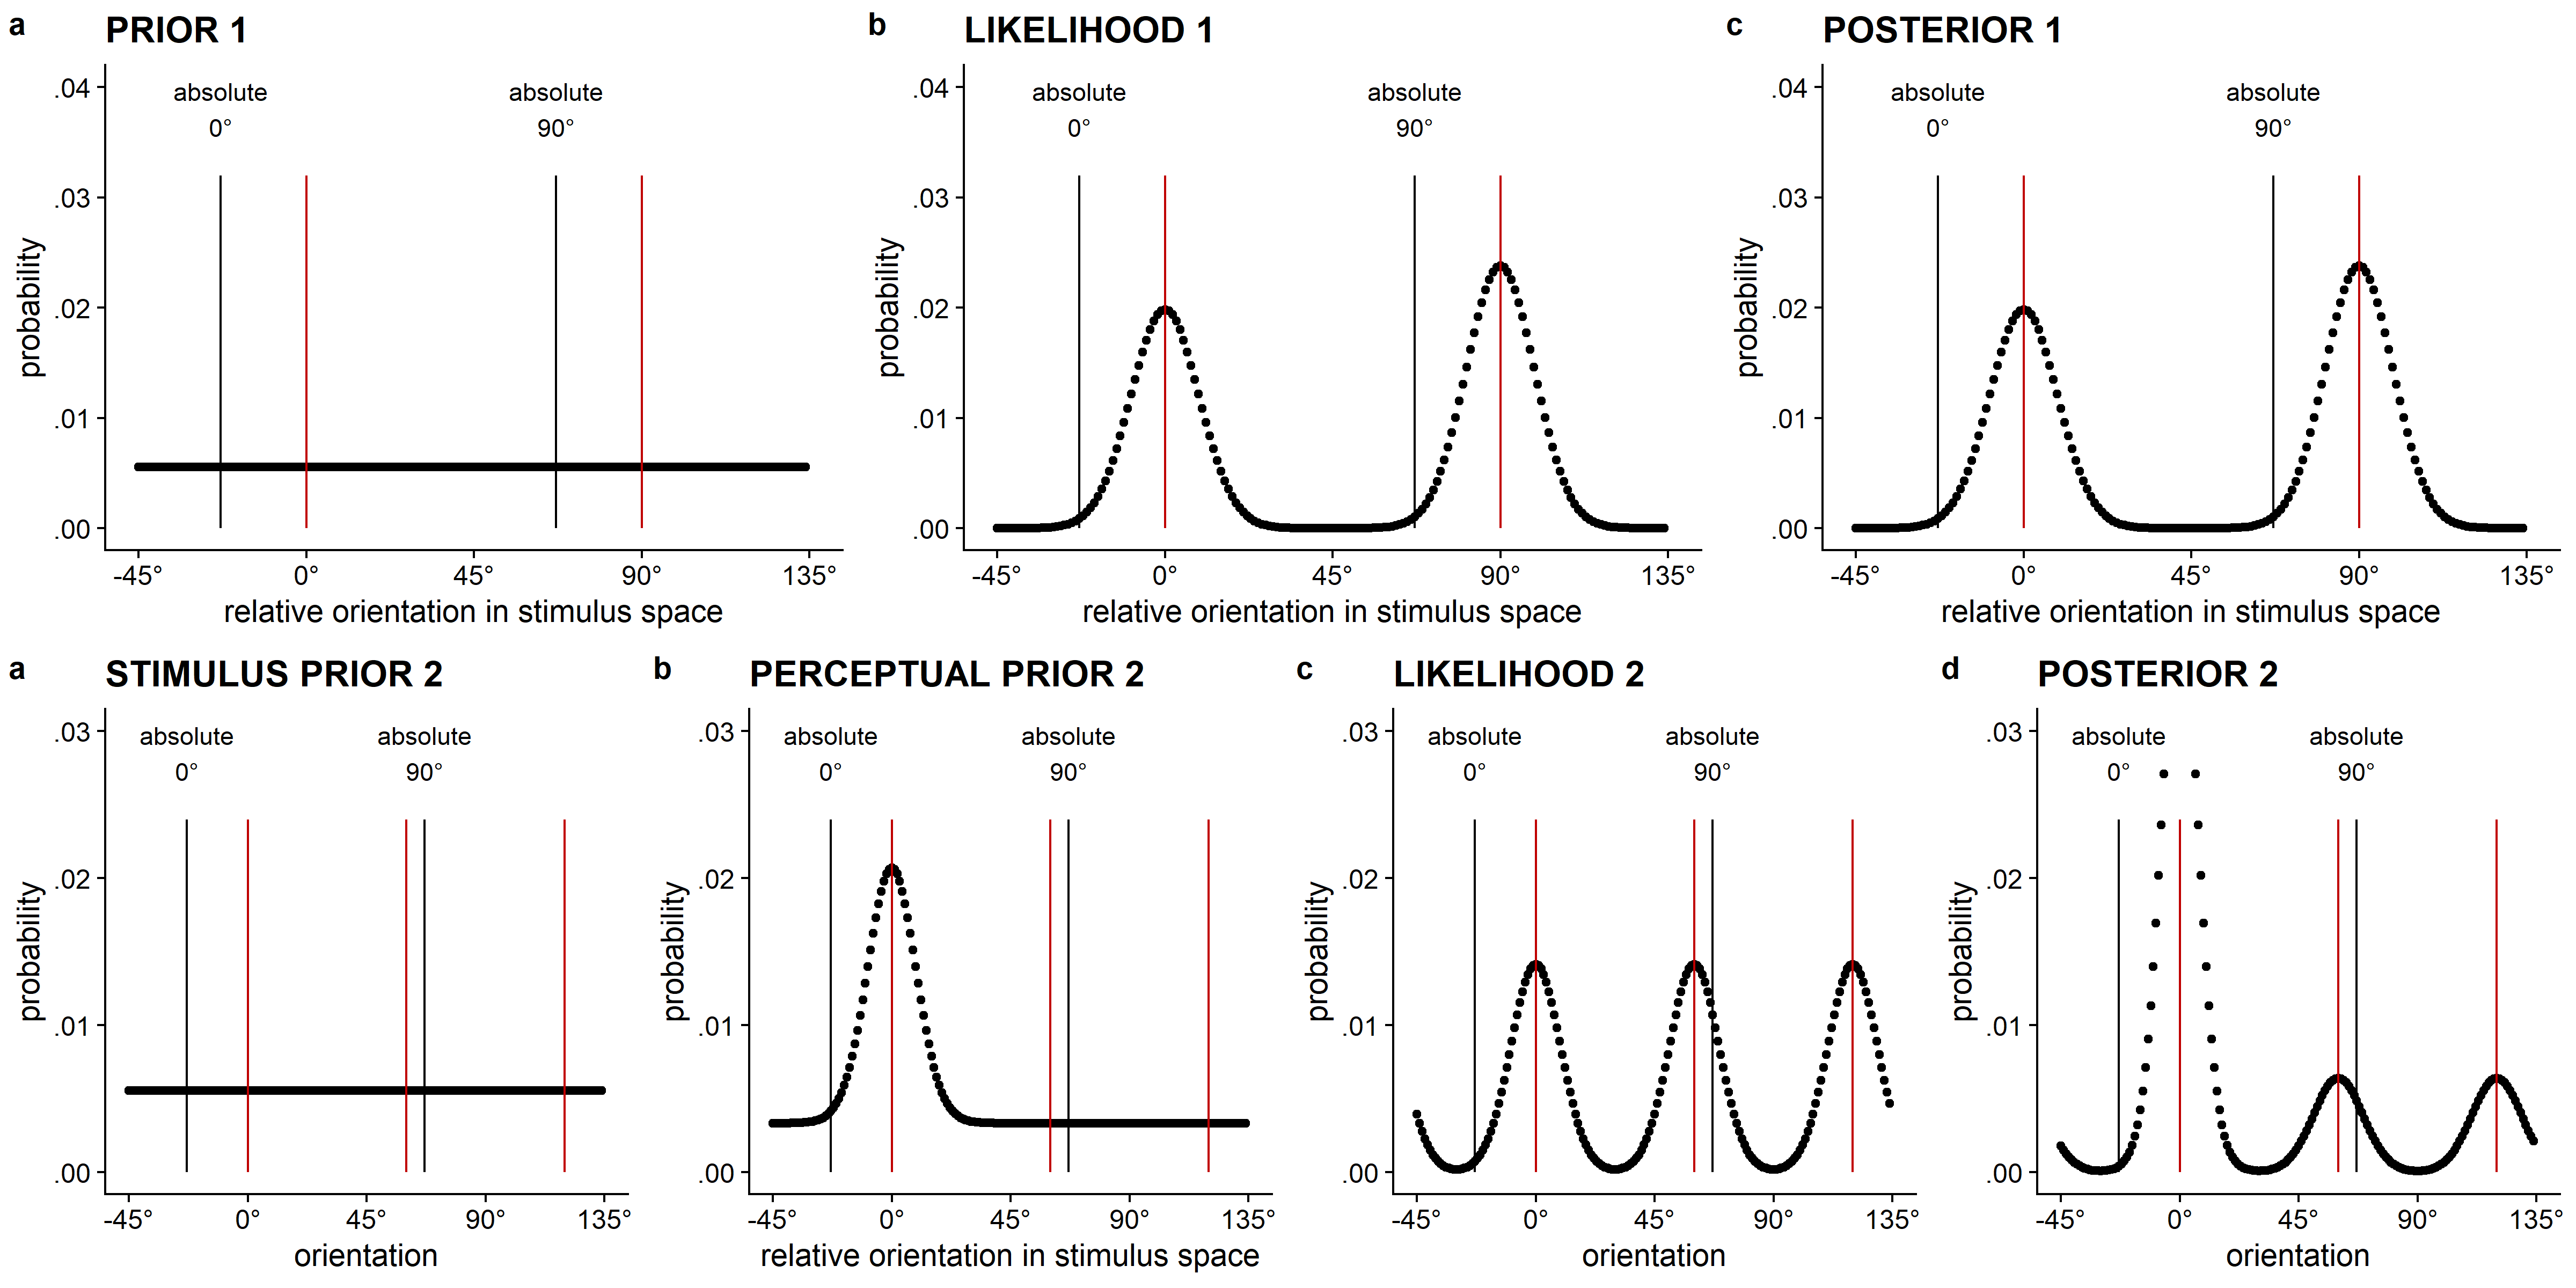 a PRIOR 1
absolute absolute
0° 90°
.04
.03
.02
.01
.00
probability
-45° 0° 45° 90° 135°
relative orientation in stimulus space
b LIKELIHOOD 1
absolute absolute
0° 90°
.04
.03
.02
.01
.00
probability
-45° 0° 45° 90° 135°
relative orientation in stimulus space
c POSTERIOR 1
absolute absolute
0° 90°
.04
.03
.02
.01
.00
probability
-45° 0° 45° 90° 135°
relative orientation in stimulus space
a STIMULUS PRIOR 2
absolute absolute
0° 90°
.03
.02
.01
.00
probability
-45° 0° 45° 90° 135°
orientation
b PERCEPTUAL PRIOR 2
absolute absolute
0° 90°
.03
.02
.01
.00
probability
-45° 0° 45° 90° 135°
relative orientation in stimulus space
c LIKELIHOOD 2
absolute absolute
0° 90°
.03
.02
.01
.00
probability
-45° 0° 45° 90° 135°
orientation
d POSTERIOR 2
absolute absolute
0° 90°
.03
.02
.01
.00
probability
-45° 0° 45° 90° 135°
orientation